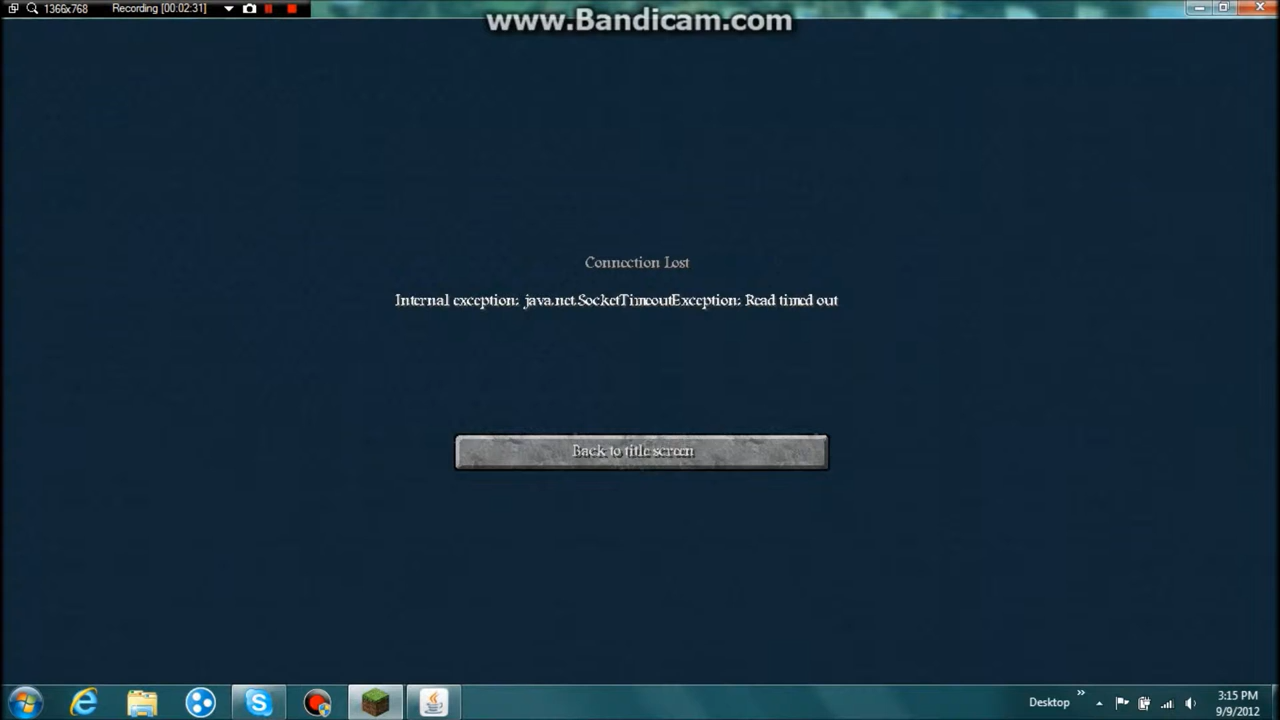 1366x768 Recording [00:02:31]
www.Bandicam.com
Connection Lost
Internal exception: java.net.SocketTimeoutException: Read timed out
Back to title screen
Desktop
3:15 PM
9/9/2012